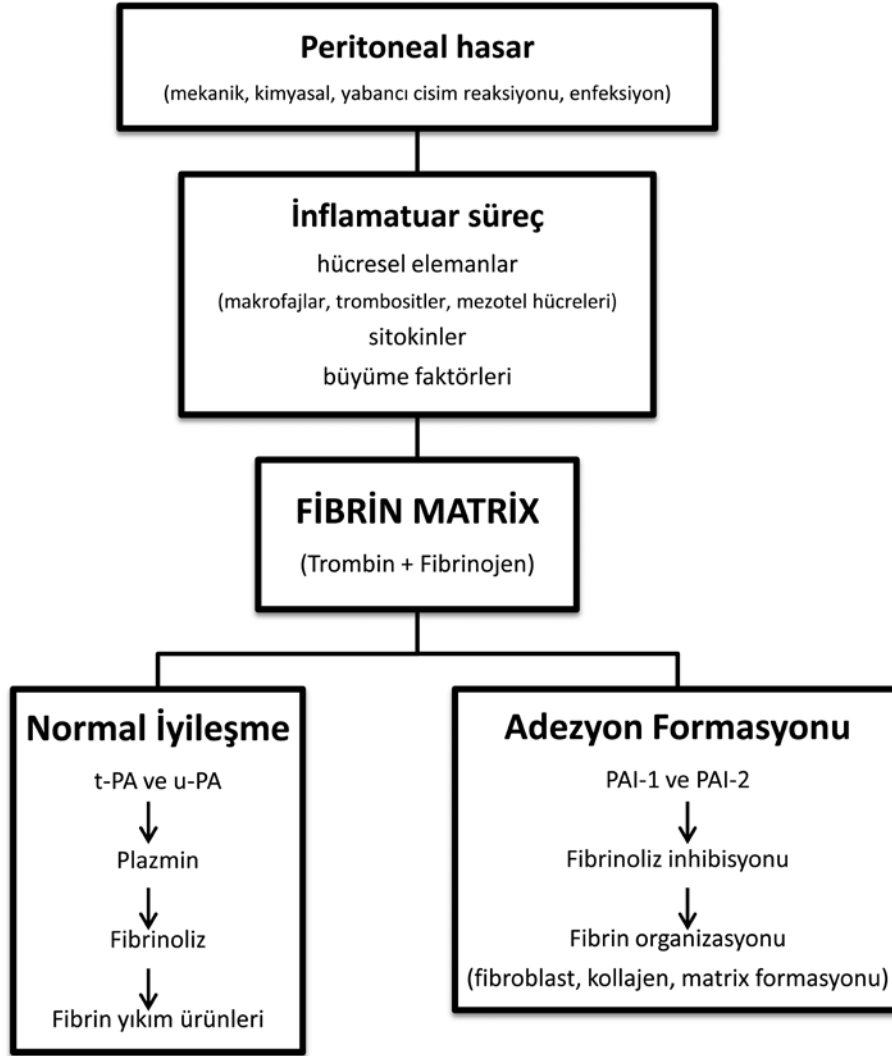 Peritoneal hasar
(mekanik, kimyasal, yabancı cisim reaksiyonu, enfeksiyon)
İnflamatuar süreç
hücresel elemanlar
(makrofajlar, trombositler, mezotel hücreleri)
sitokinler
büyüme faktörleri
FİBRİN MATRIX
(Trombin + Fibrinojen)
Normal İyileşme
t-PA ve u-PA
Plazmin
Fibrinoliz
Fibrin yıkım ürünleri
Adezyon Formasyonu
PAI-1 ve PAI-2
Fibrinoliz inhibisyonu
Fibrin organizasyonu
(fibroblast, kollajen, matrix formasyonu)